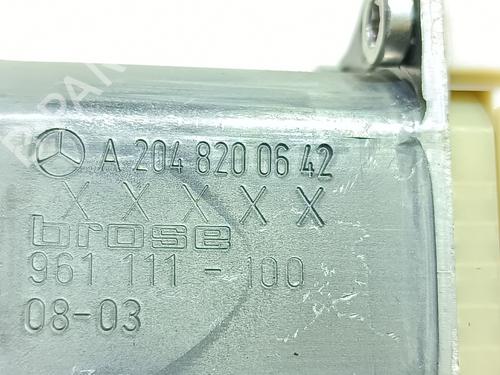 A 204 820 06 42
X X X X X
brose
961 111 - 100
08-03